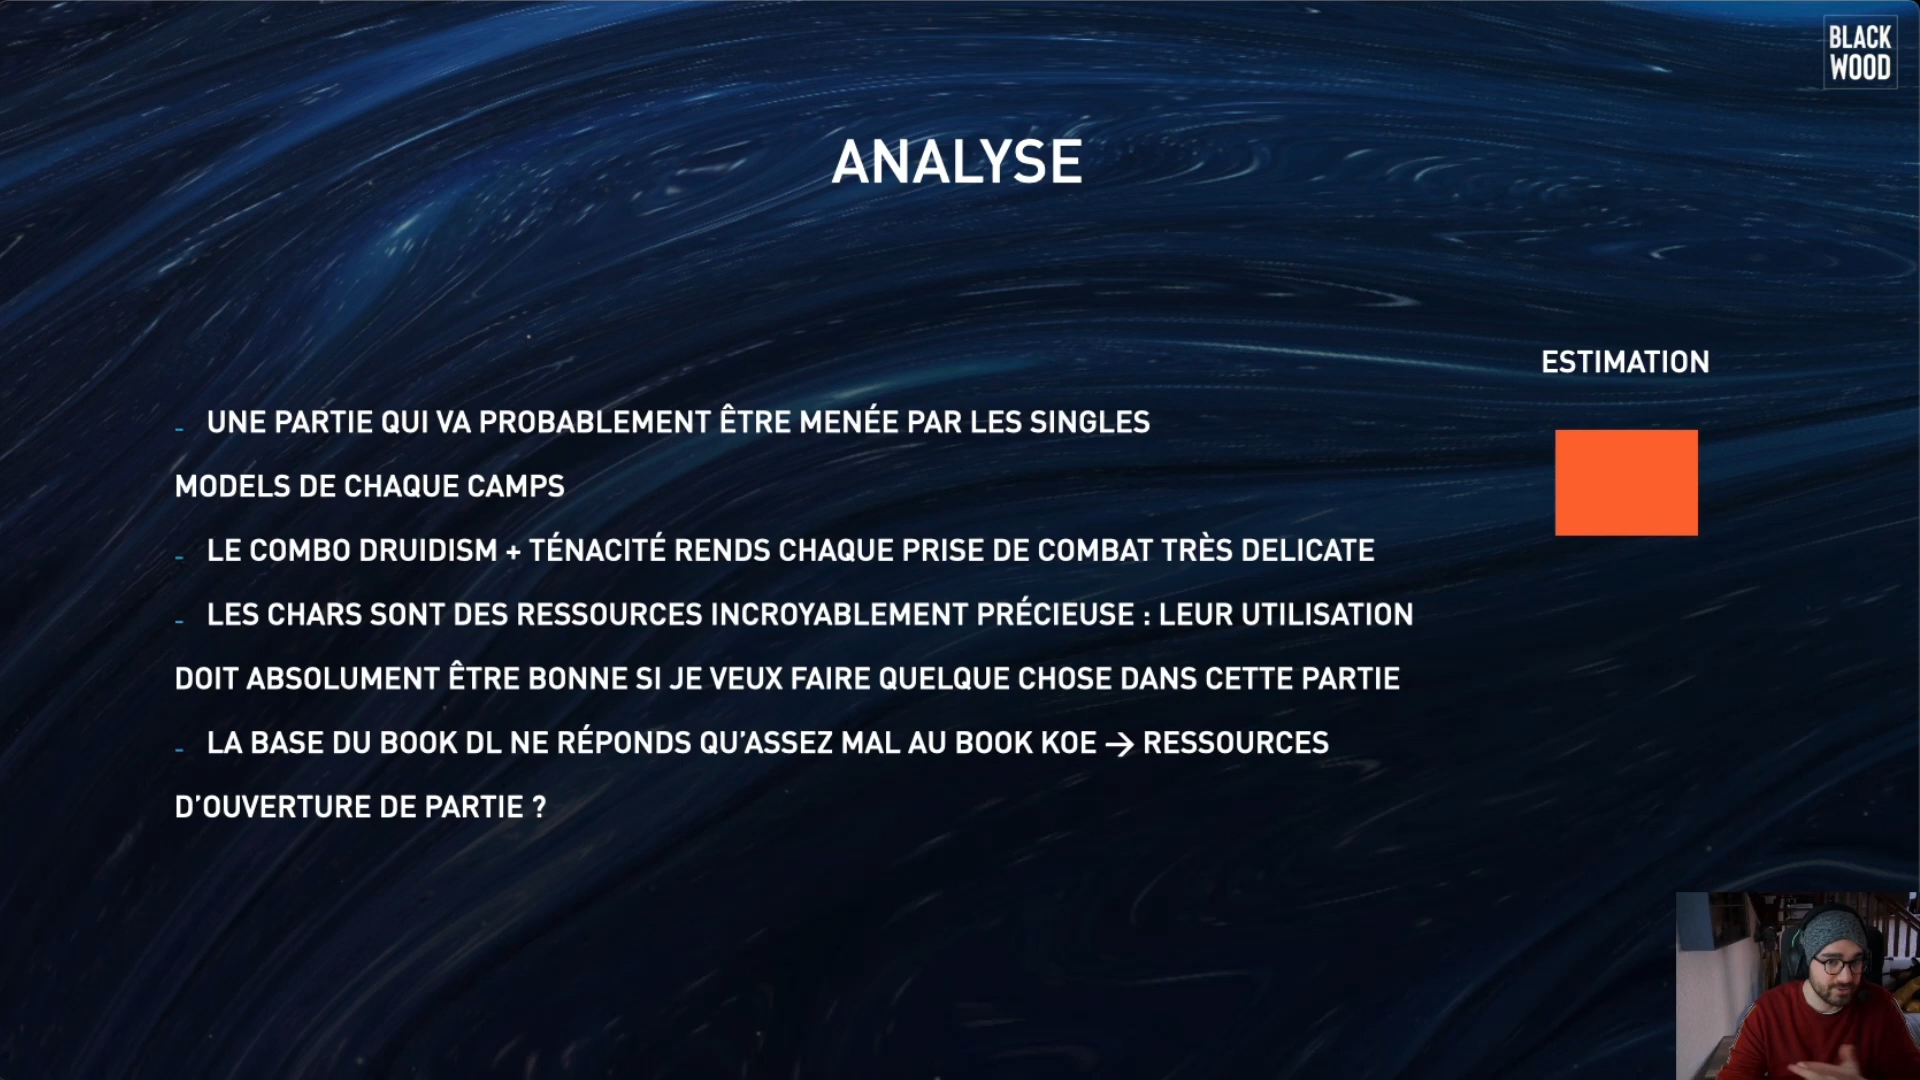 BLACK
WOOD
ANALYSE
ESTIMATION
- UNE PARTIE QUI VA PROBABLEMENT ÊTRE MENÉE PAR LES SINGLES
MODELS DE CHAQUE CAMPS
- LE COMBO DRUIDISM + TÉNACITÉ RENDS CHAQUE PRISE DE COMBAT TRÈS DELICATE
- LES CHARS SONT DES RESSOURCES INCROYABLEMENT PRÉCIEUSE : LEUR UTILISATION
DOIT ABSOLUMENT ÊTRE BONNE SI JE VEUX FAIRE QUELQUE CHOSE DANS CETTE PARTIE
- LA BASE DU BOOK DL NE RÉPONDS QU'ASSEZ MAL AU BOOK KOE → RESSOURCES
D'OUVERTURE DE PARTIE ?